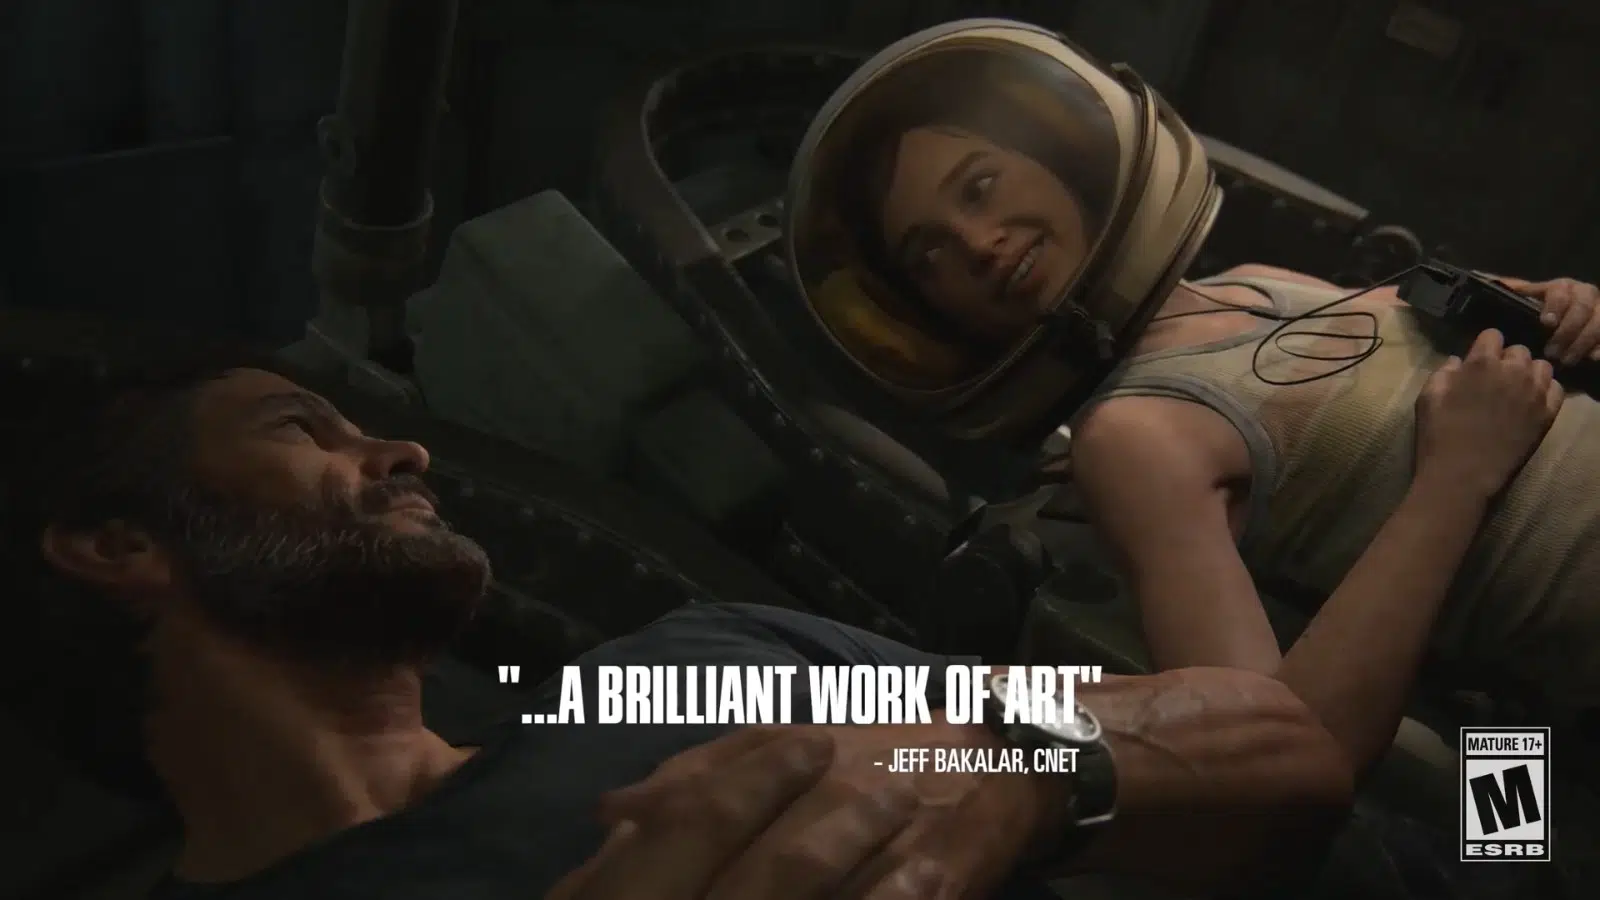 "...A BRILLIANT WORK OF ART"
- JEFF BAKALAR, CNET
MATURE 17+
M
ESRB